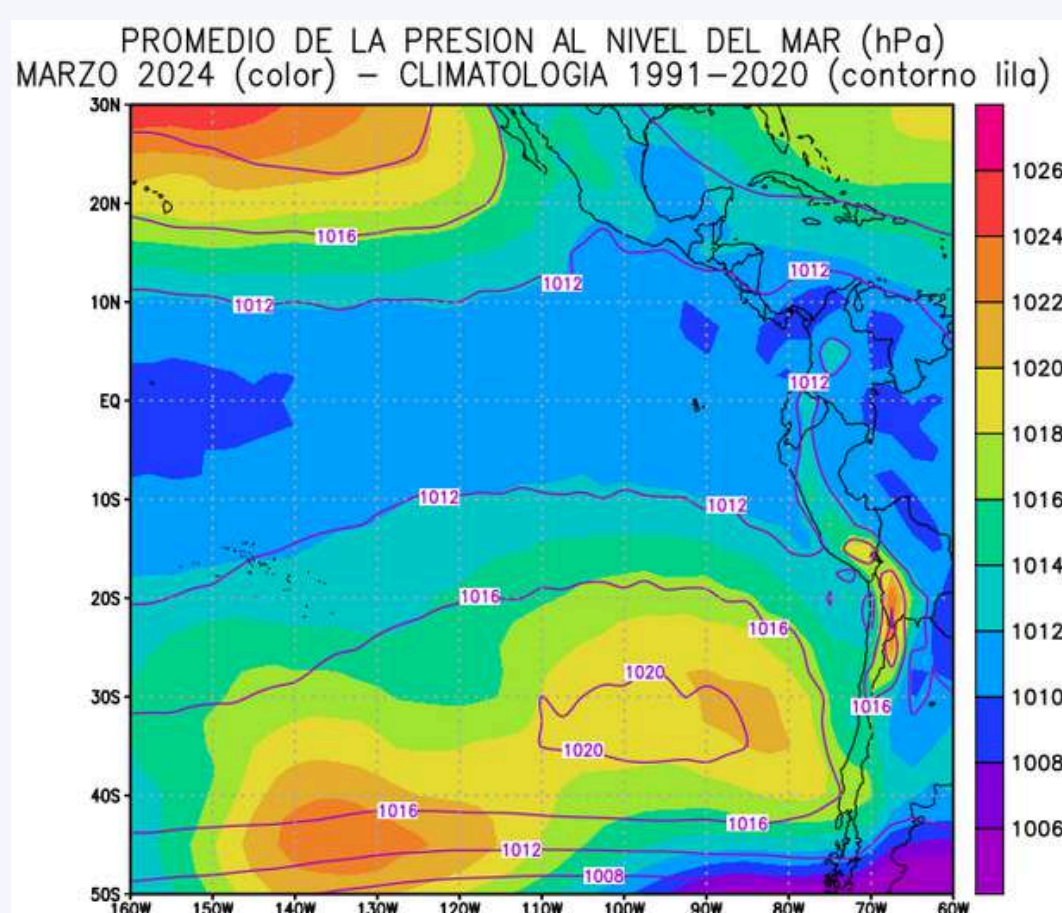 PROMEDIO DE LA PRESION AL NIVEL DEL MAR (hPa)
MARZO 2024 (color) – CLIMATOLOGIA 1991–2020 (contorno lila)
30N
20N
10N
EQ
10S
20S
30S
40S
50S
160W 150W 140W 130W 120W 110W 100W 90W 80W 70W 60W
1016
1012
1012
1012
1012
1012
1012
1016
1016
1020
1016
1020
1016
1016
1012
1008
1026
1024
1022
1020
1018
1016
1014
1012
1010
1008
1006